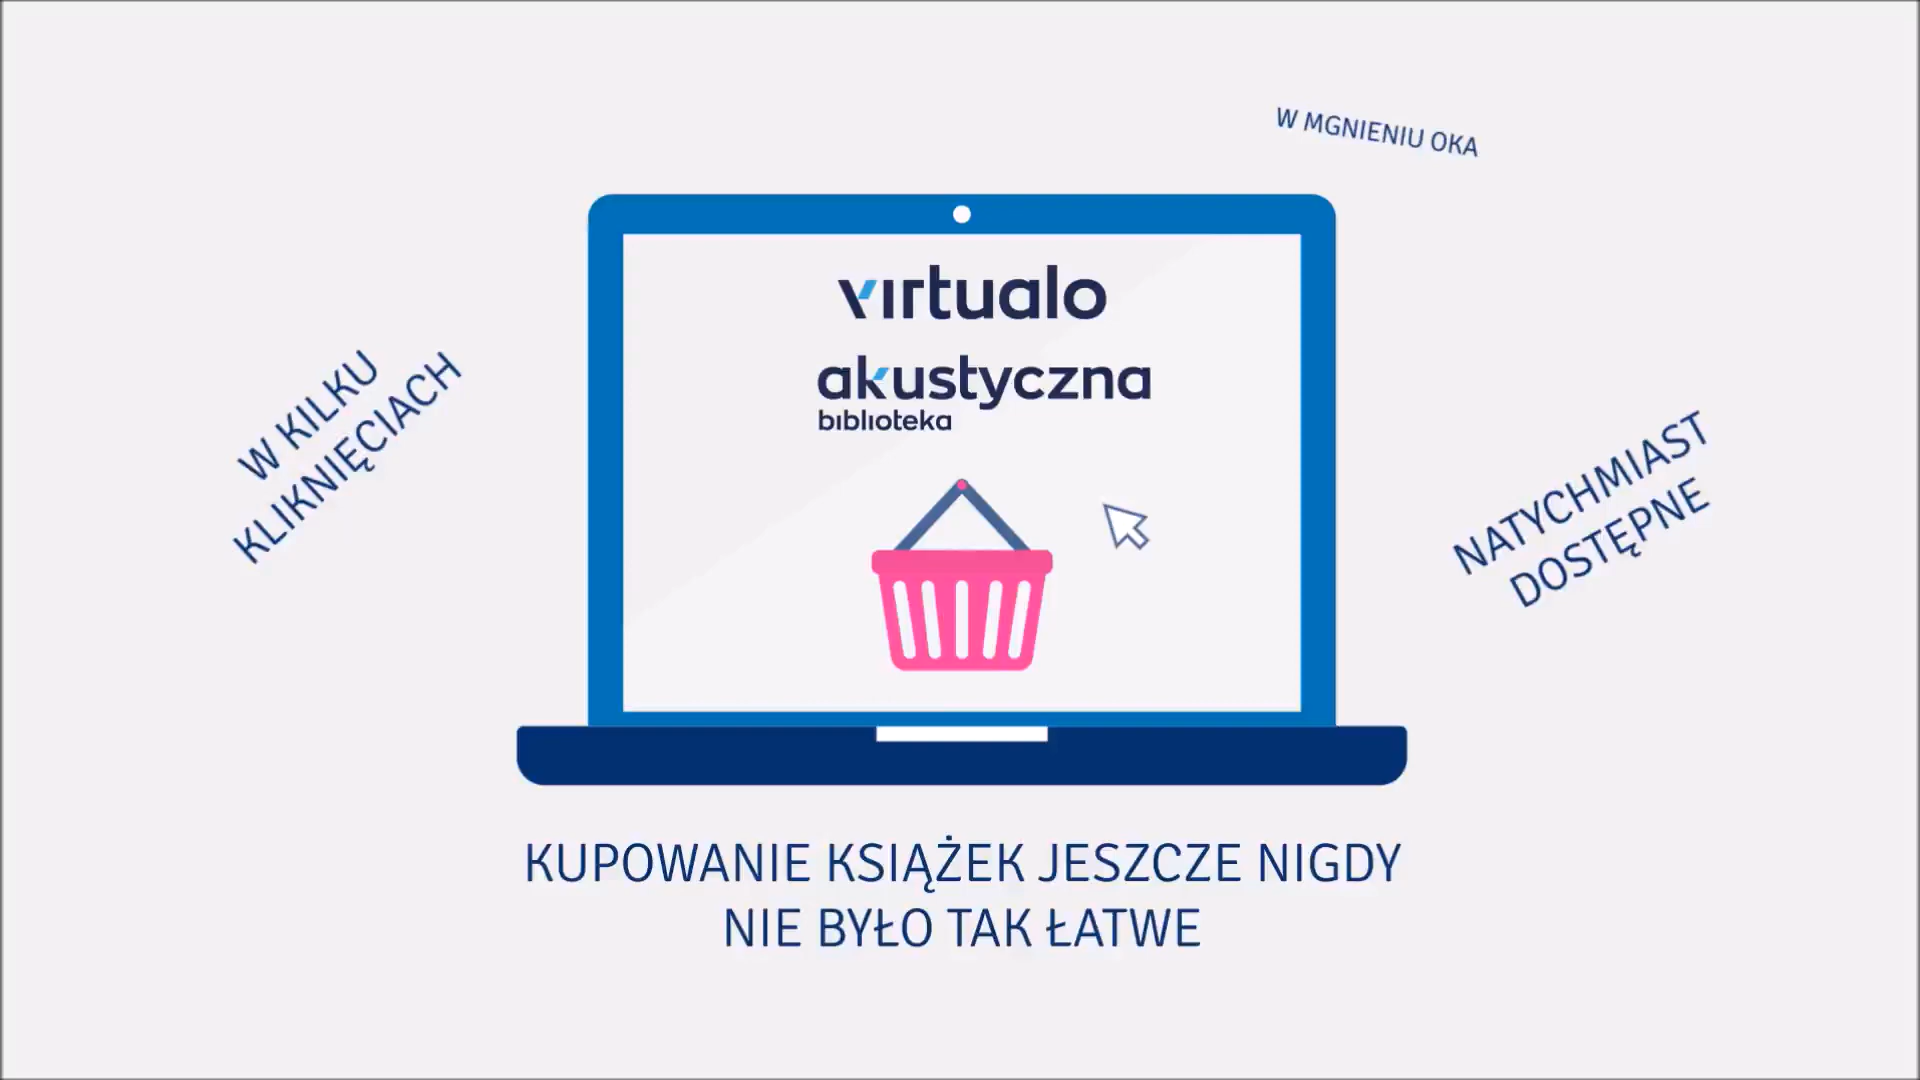 W MGNIENIU OKA
virtualo
akustyczna
biblioteka
W KILKU
KLIKNIĘCIACH
NATYCHMIAST
DOSTĘPNE
KUPOWANIE KSIĄŻEK JESZCZE NIGDY
NIE BYŁO TAK ŁATWE